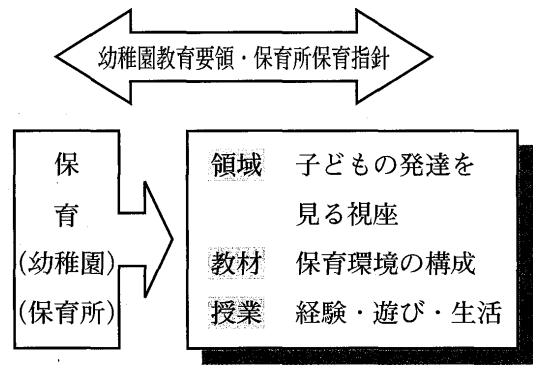 幼稚園教育要領・保育所保育指針
保
育
(幼稚園)
(保育所)
領域 子どもの発達を
見る視座
教材 保育環境の構成
授業 経験・遊び・生活